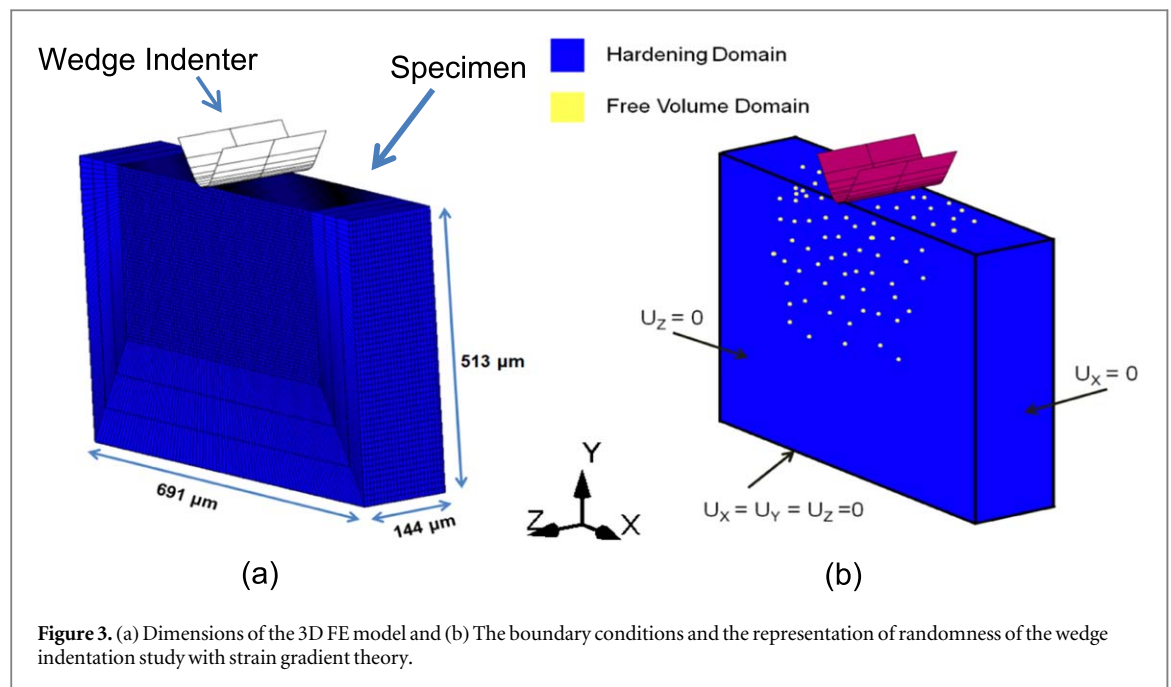 Wedge Indenter
Specimen
Hardening Domain
Free Volume Domain
513 µm
691 µm
144 µm
U_Z = 0
U_X = 0
U_X = U_Y = U_Z =0
Y
Z
X
(a)
(b)
Figure 3. (a) Dimensions of the 3D FE model and (b) The boundary conditions and the representation of randomness of the wedge
indentation study with strain gradient theory.